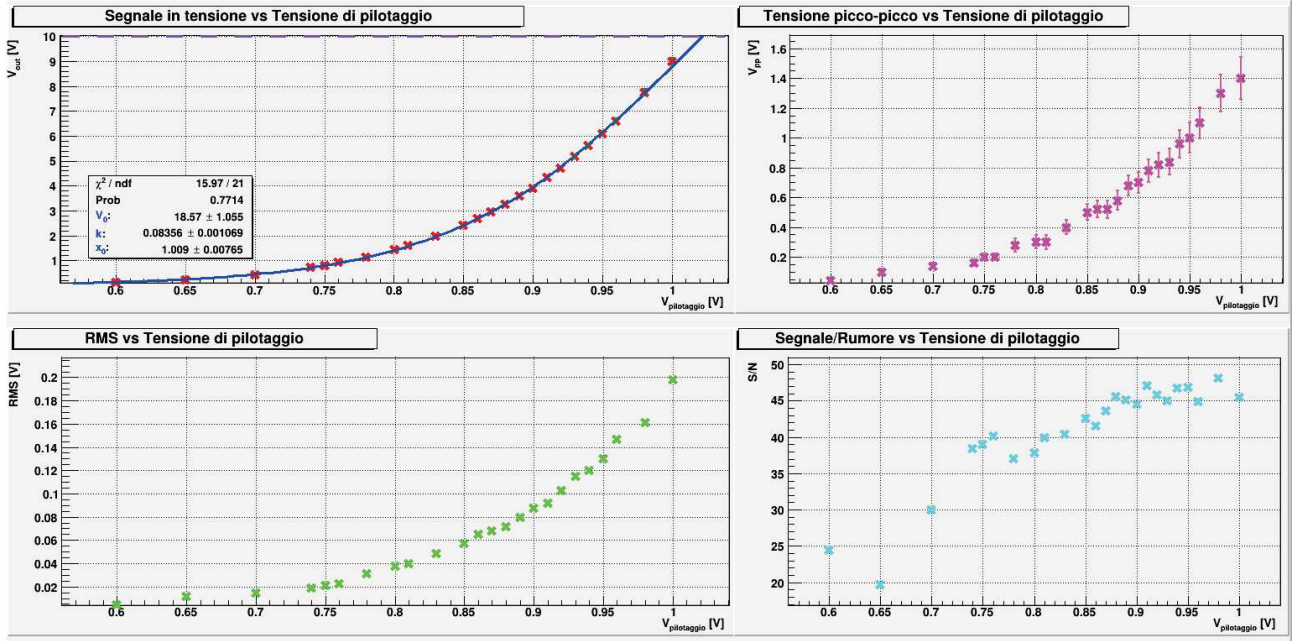 Segnale in tensione vs Tensione di pilotaggio
V_out [V]
10
9
8
7
6
5
4
3
2
1
χ² / ndf 15.97 / 21
Prob 0.7714
V_0: 18.57 ± 1.055
k: 0.08356 ± 0.001069
x_0: 1.009 ± 0.00765
0.6 0.65 0.7 0.75 0.8 0.85 0.9 0.95 1
V_pilotaggio [V]
Tensione picco-picco vs Tensione di pilotaggio
V_pp [V]
1.6
1.4
1.2
1
0.8
0.6
0.4
0.2
0.6 0.65 0.7 0.75 0.8 0.85 0.9 0.95 1
V_pilotaggio [V]
RMS vs Tensione di pilotaggio
RMS [V]
0.2
0.18
0.16
0.14
0.12
0.1
0.08
0.06
0.04
0.02
0.6 0.65 0.7 0.75 0.8 0.85 0.9 0.95 1
V_pilotaggio [V]
Segnale/Rumore vs Tensione di pilotaggio
S/N
50
45
40
35
30
25
20
0.6 0.65 0.7 0.75 0.8 0.85 0.9 0.95 1
V_pilotaggio [V]